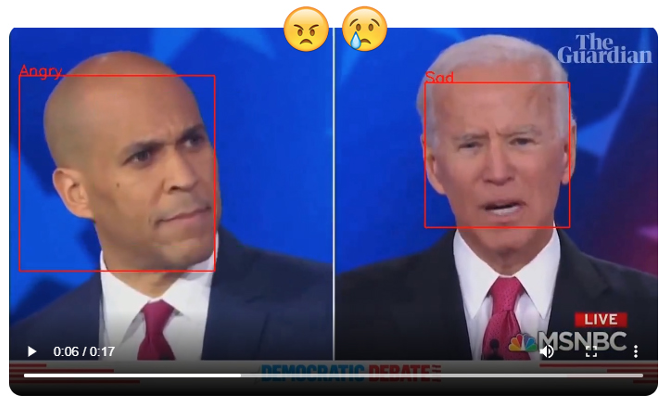 The
Guardian
Angry
Sad
LIVE
MSNBC
0:06 / 0:17
DEMOCRATIC DEBATE